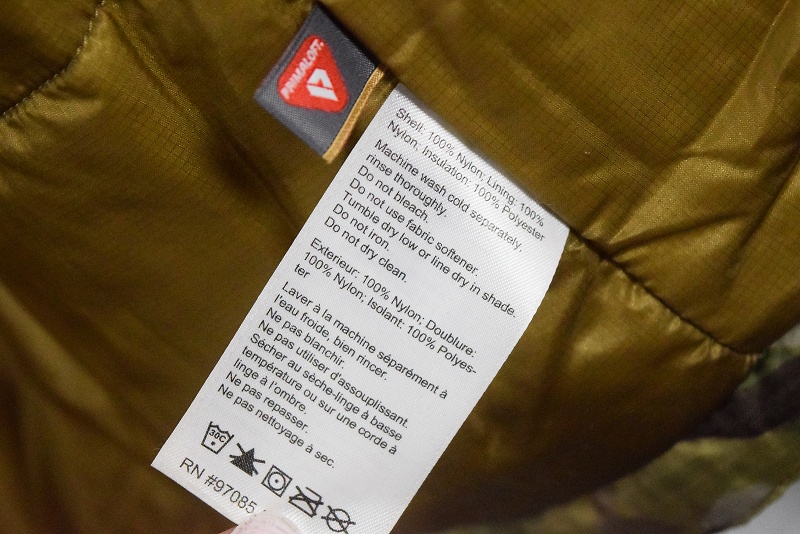 PRIMALOFT
Shell: 100% Nylon; Lining: 100%
Nylon; Insulation: 100% Polyester
Machine wash cold separately,
rinse thoroughly.
Do not bleach.
Do not use fabric softener.
Tumble dry low or line dry in shade.
Do not iron.
Do not dry clean.
Exterieur: 100% Nylon; Doublure:
100% Nylon; Isolant: 100% Polyes-
ter
Laver à la machine séparément à
l'eau froide, bien rincer.
Ne pas blanchir.
Ne pas utiliser d'assouplissant.
Sécher au sèche-linge à basse
température ou sur une corde à
linge à l'ombre.
Ne pas repasser.
Ne pas nettoyage à sec.
30C
RN #97085